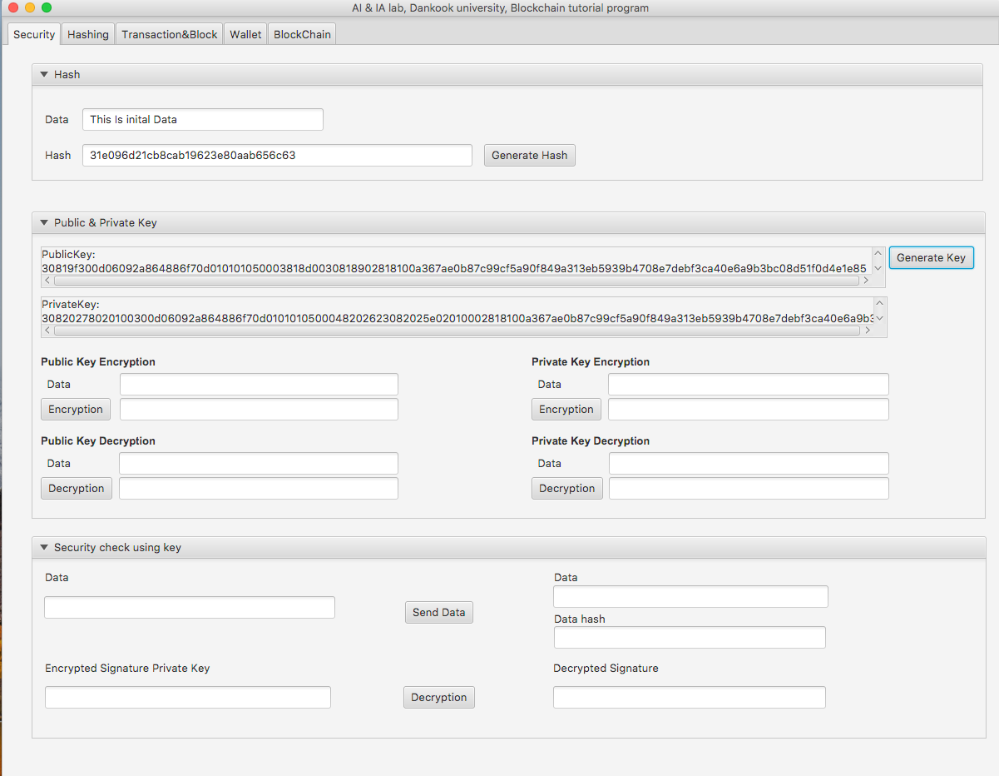 AI & IA lab, Dankook university, Blockchain tutorial program
Security Hashing Transaction&Block Wallet BlockChain
Hash
Data This Is inital Data
Hash 31e096d21cb8cab19623e80aab656c63 Generate Hash
Public & Private Key
PublicKey:
30819f300d06092a864886f70d010101050003818d0030818902818100a367ae0b87c99cf5a90f849a313eb5939b4708e7debf3ca40e6a9b3bc08d51f0d4e1e85 Generate Key
PrivateKey:
30820278020100300d06092a864886f70d0101010500048202623082025e02010002818100a367ae0b87c99cf5a90f849a313eb5939b4708e7debf3ca40e6a9b3
Public Key Encryption Private Key Encryption
Data Data
Encryption Encryption
Public Key Decryption Private Key Decryption
Data Data
Decryption Decryption
Security check using key
Data Data
Send Data
Data hash
Encrypted Signature Private Key Decrypted Signature
Decryption